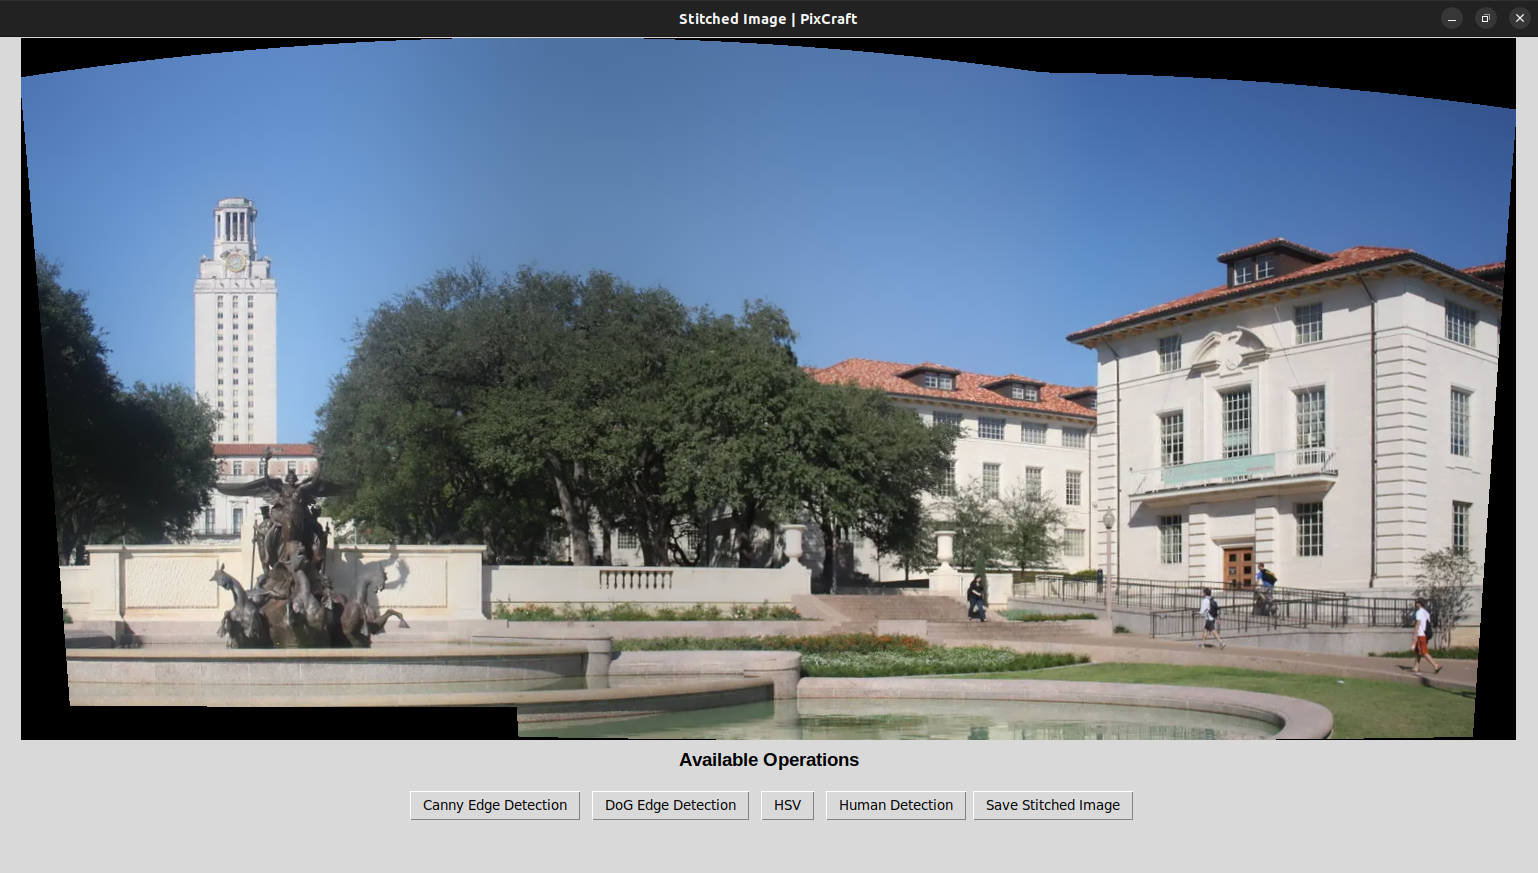 Stitched Image | PixCraft
Available Operations
Canny Edge Detection
DoG Edge Detection
HSV
Human Detection
Save Stitched Image